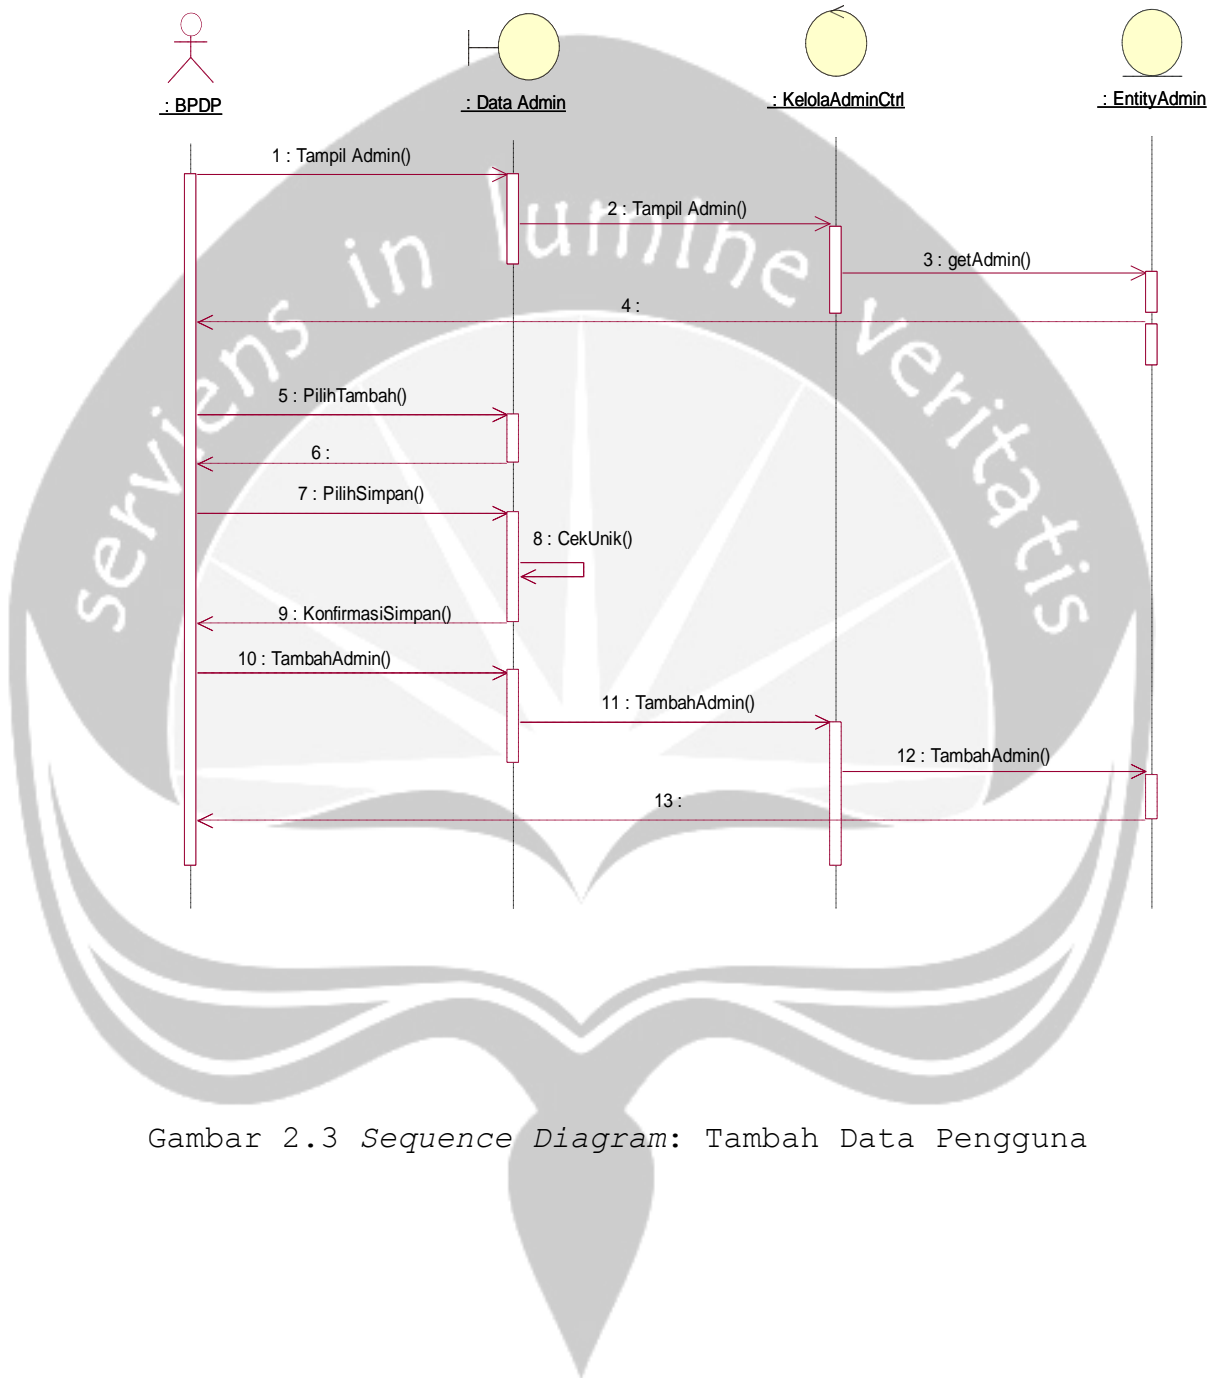 : BPDP
: Data Admin
: KelolaAdminCtrl
: EntityAdmin
1 : Tampil Admin()
2 : Tampil Admin()
3 : getAdmin()
4 :
5 : PilihTambah()
6 :
7 : PilihSimpan()
8 : CekUnik()
9 : KonfirmasiSimpan()
10 : TambahAdmin()
11 : TambahAdmin()
12 : TambahAdmin()
13 :
serviens in lumine veritatis
Gambar 2.3 Sequence Diagram: Tambah Data Pengguna